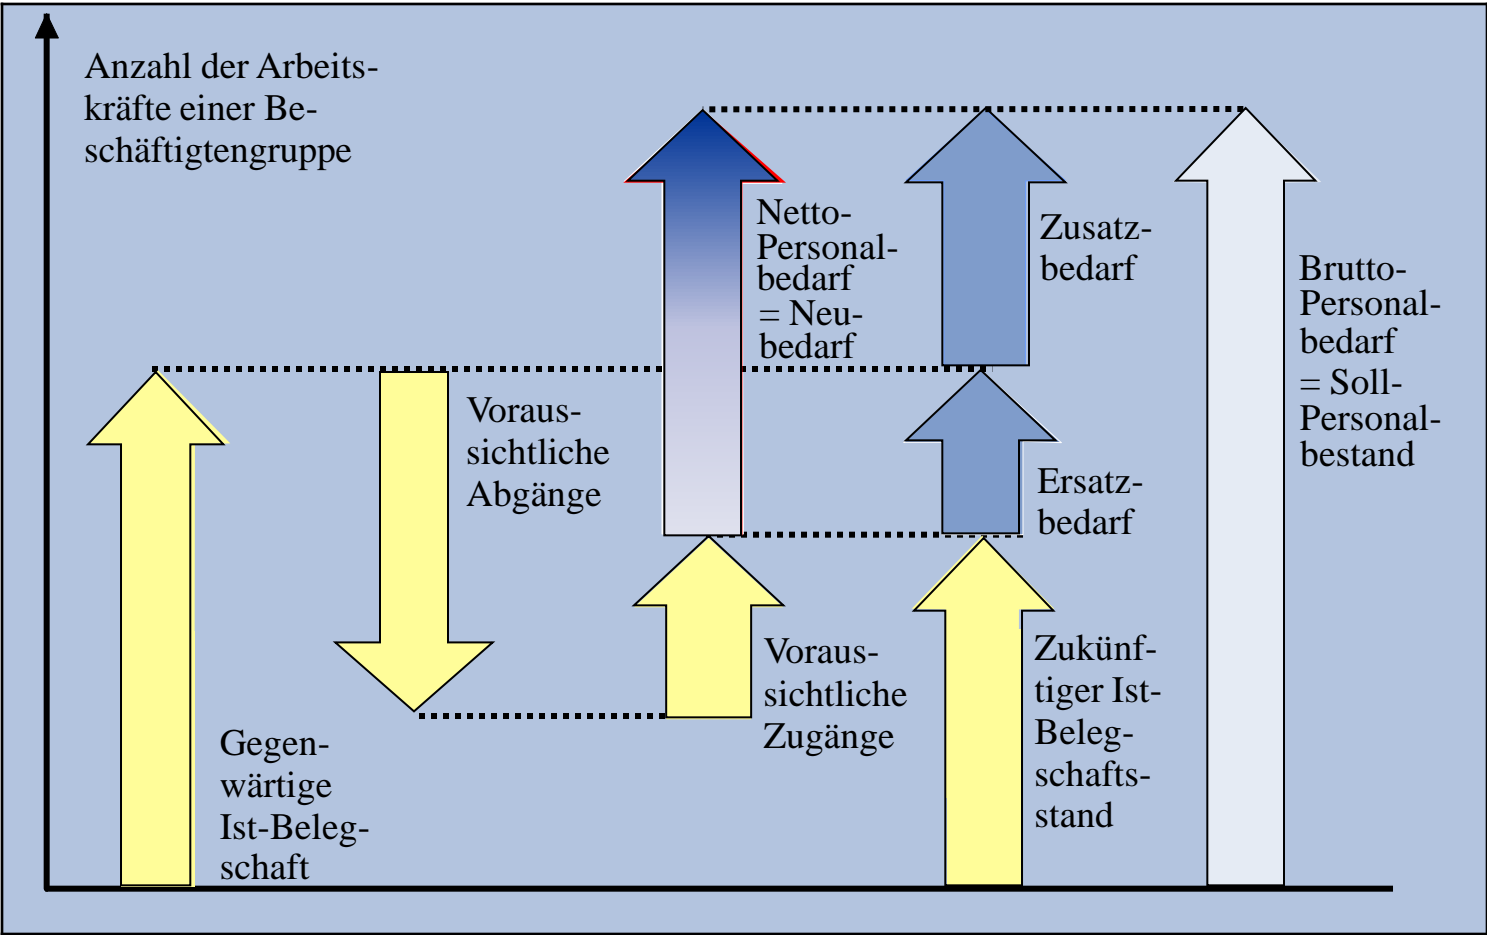 Anzahl der Arbeits-
kräfte einer Be-
schäftigtengruppe
Gegen-
wärtige
Ist-Beleg-
schaft
Voraus-
sichtliche
Abgänge
Netto-
Personal-
bedarf
= Neu-
bedarf
Voraus-
sichtliche
Zugänge
Zusatz-
bedarf
Ersatz-
bedarf
Zukünf-
tiger Ist-
Beleg-
schafts-
stand
Brutto-
Personal-
bedarf
= Soll-
Personal-
bestand